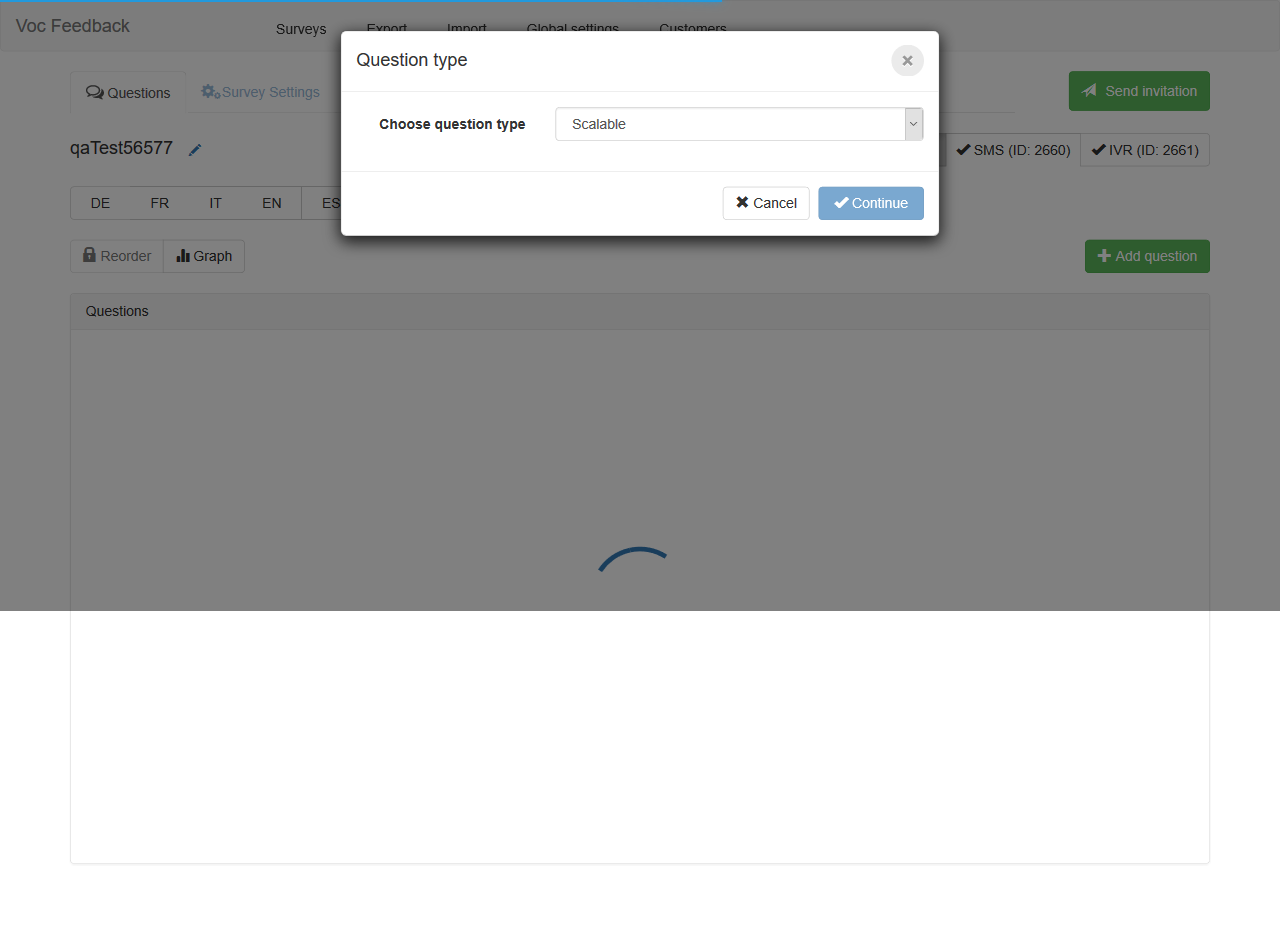 Voc Feedback
Surveys Export Import Global settings Customers
Question type
Questions Survey Settings
Send invitation
Choose question type Scalable
qaTest56577
SMS (ID: 2660) IVR (ID: 2661)
DE FR IT EN ES
Cancel Continue
Reorder Graph
Add question
Questions